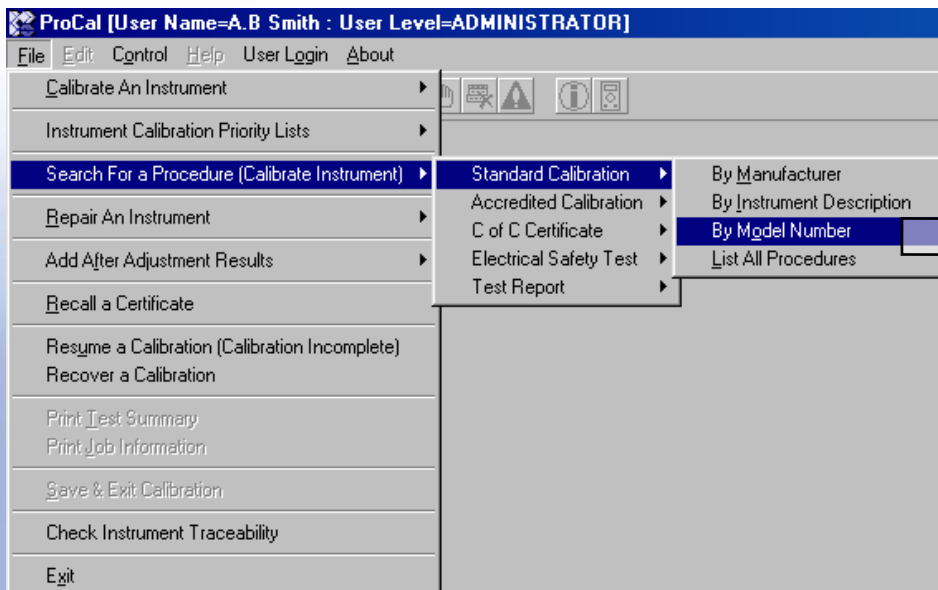 ProCal [User Name=A.B Smith : User Level=ADMINISTRATOR]
File Edit Control Help User Login About
Calibrate An Instrument
Instrument Calibration Priority Lists
Search For a Procedure (Calibrate Instrument)
Repair An Instrument
Add After Adjustment Results
Recall a Certificate
Resume a Calibration (Calibration Incomplete)
Recover a Calibration
Print Test Summary
Print Job Information
Save & Exit Calibration
Check Instrument Traceability
Exit
Standard Calibration
Accredited Calibration
C of C Certificate
Electrical Safety Test
Test Report
By Manufacturer
By Instrument Description
By Model Number
List All Procedures